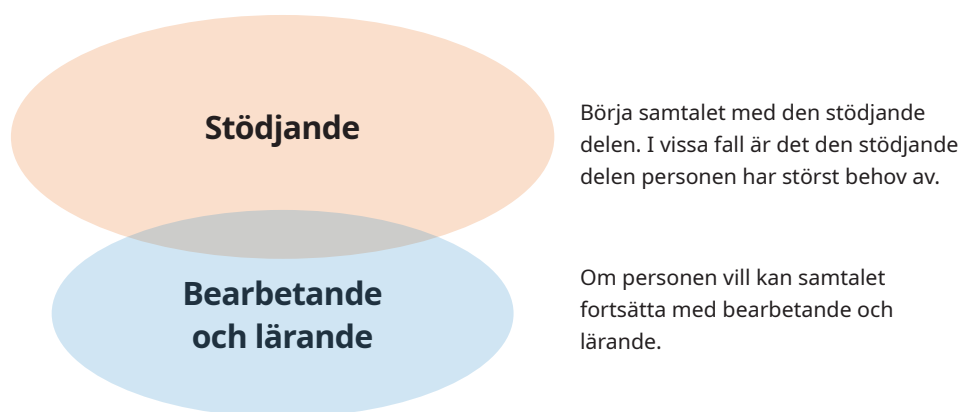 Stödjande
Börja samtalet med den stödjande
delen. I vissa fall är det den stödjande
delen personen har störst behov av.
Bearbetande
och lärande
Om personen vill kan samtalet
fortsätta med bearbetande och
lärande.